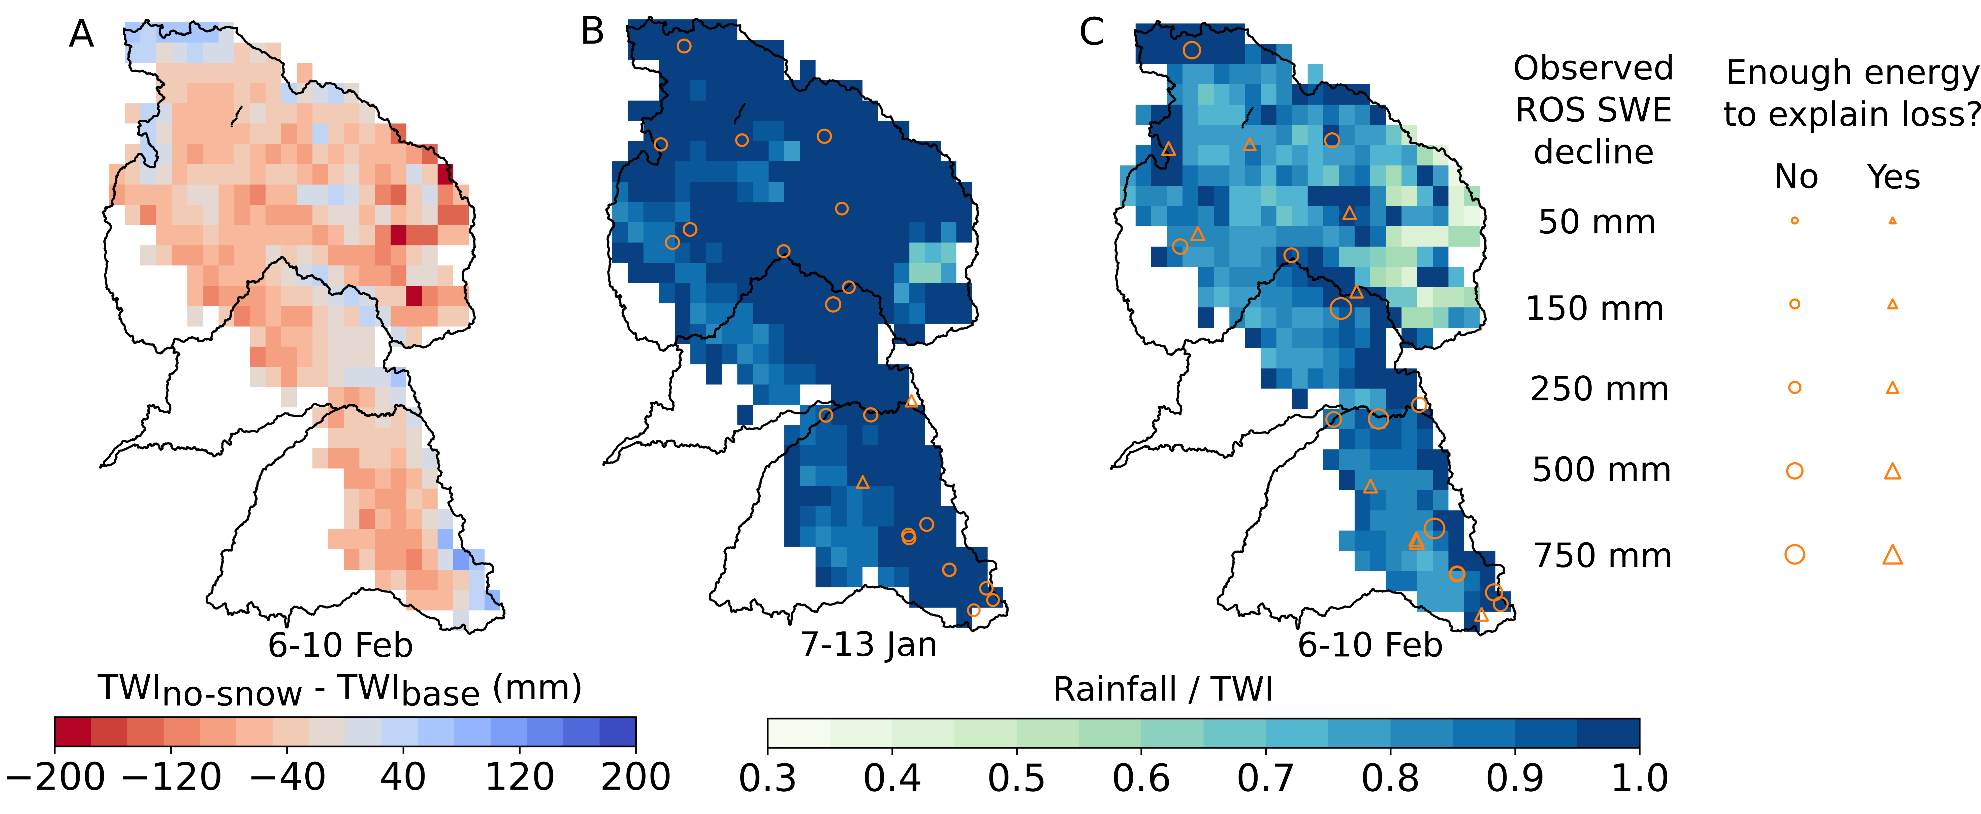 A
B
C
Observed
ROS SWE
decline
Enough energy
to explain loss?
No
Yes
50 mm
150 mm
250 mm
500 mm
750 mm
6-10 Feb
7-13 Jan
6-10 Feb
TWIno-snow - TWIbase (mm)
−200 −120 −40 40 120 200
Rainfall / TWI
0.3 0.4 0.5 0.6 0.7 0.8 0.9 1.0